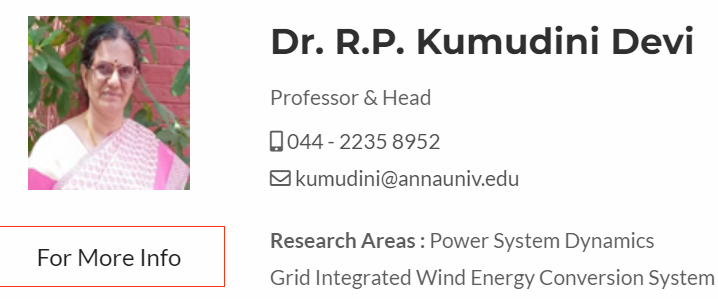 Dr. R.P. Kumudini Devi
Professor & Head
044 - 2235 8952
kumudini@annauniv.edu
For More Info
Research Areas : Power System Dynamics
Grid Integrated Wind Energy Conversion System